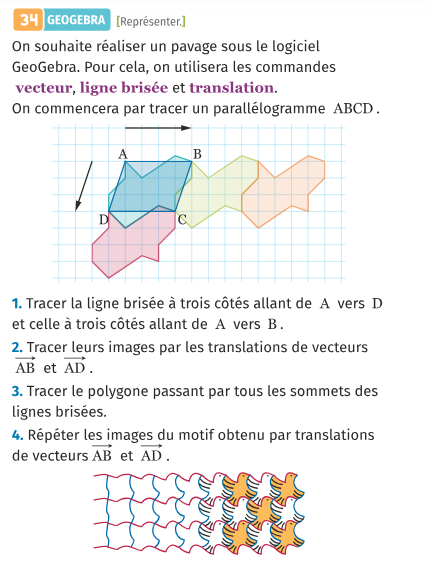 34 GEOGEBRA [Représenter.]
On souhaite réaliser un pavage sous le logiciel
GeoGebra. Pour cela, on utilisera les commandes
vecteur, ligne brisée et translation.
On commencera par tracer un parallélogramme ABCD.
A B
D C
1. Tracer la ligne brisée à trois côtés allant de A vers D
et celle à trois côtés allant de A vers B.
2. Tracer leurs images par les translations de vecteurs
AB et AD.
3. Tracer le polygone passant par tous les sommets des
lignes brisées.
4. Répéter les images du motif obtenu par translations
de vecteurs AB et AD.